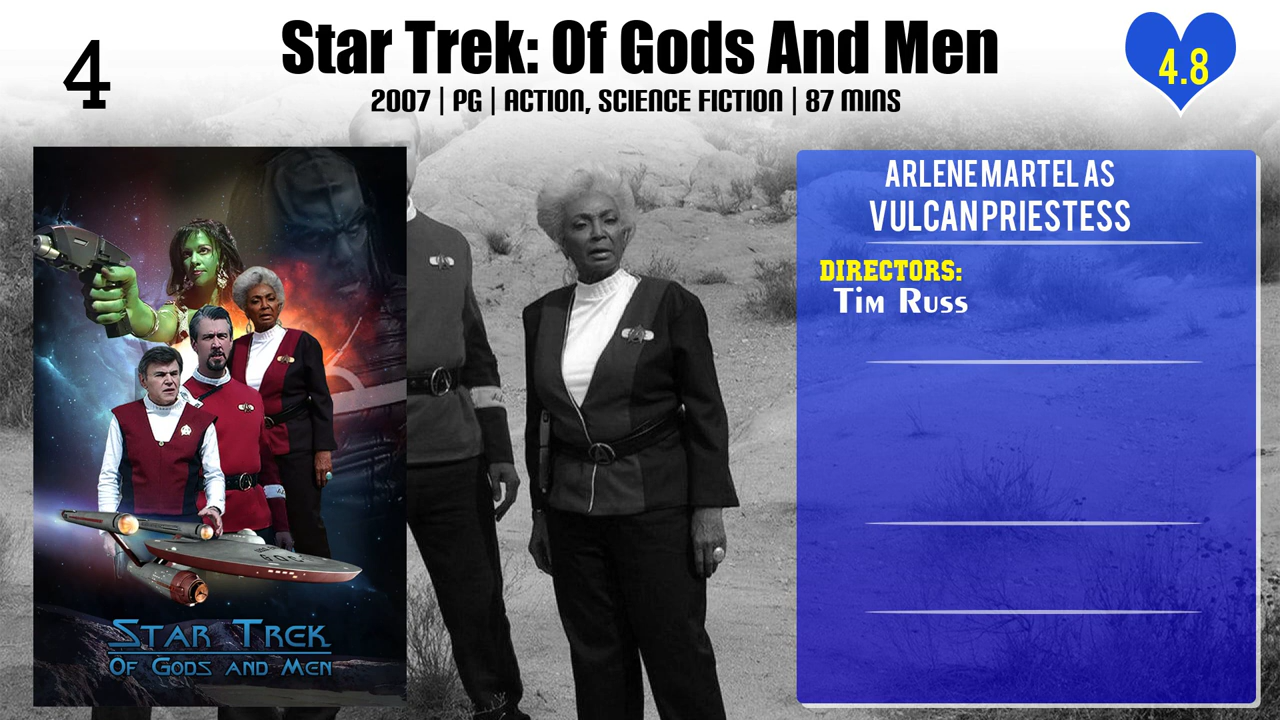 4
Star Trek: Of Gods And Men
2007 | PG | ACTION, SCIENCE FICTION | 87 MINS
4.8
ARLENE MARTEL AS
VULCAN PRIESTESS
DIRECTORS:
Tim Russ
STAR TREK
OF GODS AND MEN